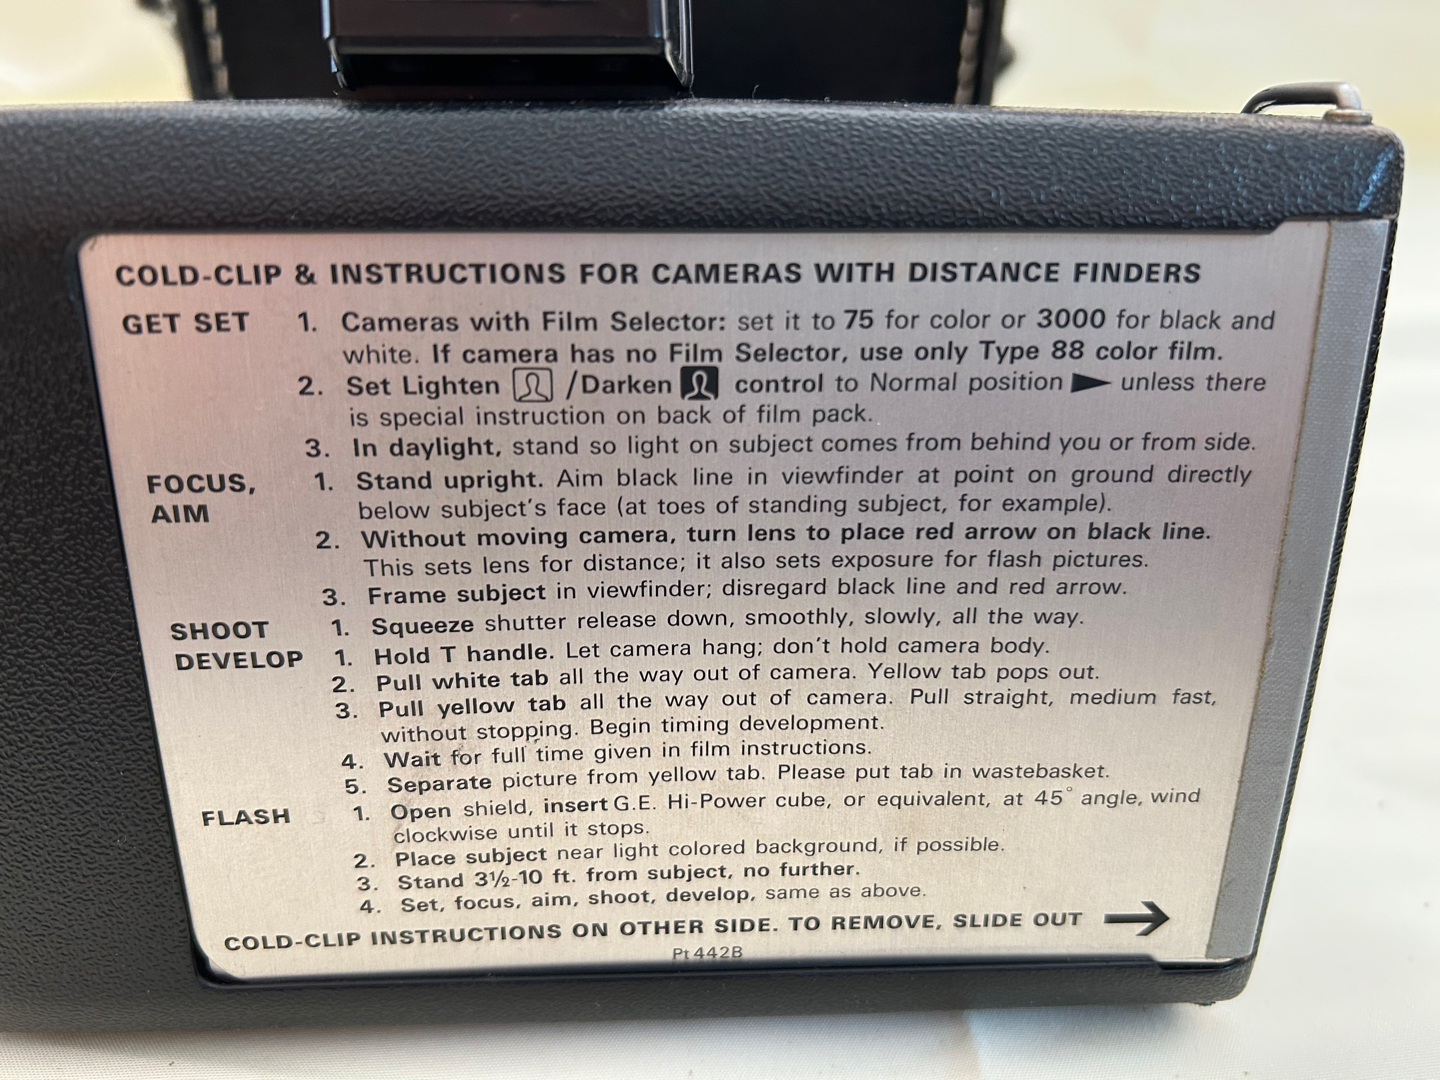 COLD-CLIP & INSTRUCTIONS FOR CAMERAS WITH DISTANCE FINDERS
GET SET 1. Cameras with Film Selector: set it to 75 for color or 3000 for black and
white. If camera has no Film Selector, use only Type 88 color film.
2. Set Lighten /Darken control to Normal position unless there
is special instruction on back of film pack.
3. In daylight, stand so light on subject comes from behind you or from side.
FOCUS, 1. Stand upright. Aim black line in viewfinder at point on ground directly
AIM below subject's face (at toes of standing subject, for example).
2. Without moving camera, turn lens to place red arrow on black line.
This sets lens for distance; it also sets exposure for flash pictures.
3. Frame subject in viewfinder; disregard black line and red arrow.
SHOOT 1. Squeeze shutter release down, smoothly, slowly, all the way.
DEVELOP 1. Hold T handle. Let camera hang; don't hold camera body.
2. Pull white tab all the way out of camera. Yellow tab pops out.
3. Pull yellow tab all the way out of camera. Pull straight, medium fast,
without stopping. Begin timing development.
4. Wait for full time given in film instructions.
5. Separate picture from yellow tab. Please put tab in wastebasket.
FLASH 1. Open shield, insert G.E. Hi-Power cube, or equivalent, at 45° angle, wind
clockwise until it stops.
2. Place subject near light colored background, if possible.
3. Stand 3½-10 ft. from subject, no further.
4. Set, focus, aim, shoot, develop, same as above.
COLD-CLIP INSTRUCTIONS ON OTHER SIDE. TO REMOVE, SLIDE OUT →
Pt 442B